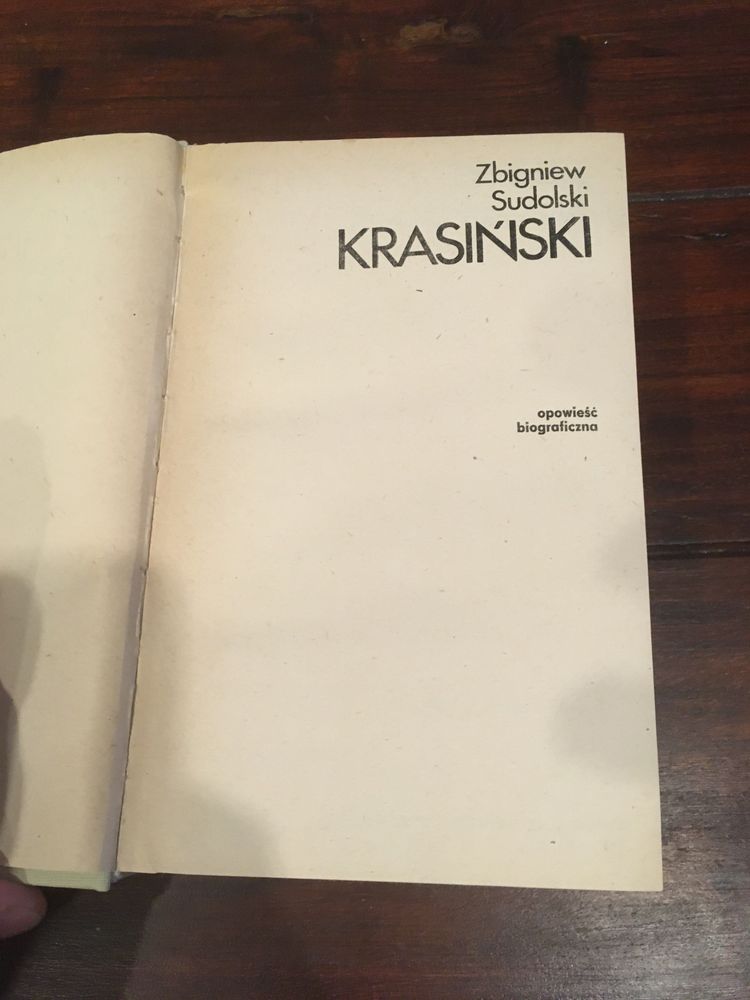 Zbigniew
Sudolski
KRASIŃSKI
opowieść
biograficzna